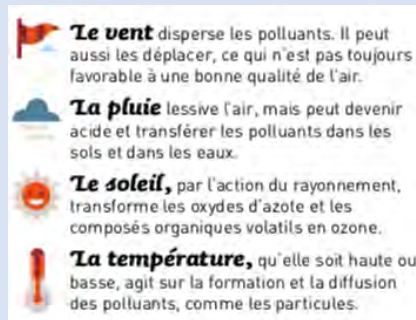 Le vent disperse les polluants. Il peut
aussi les déplacer, ce qui n'est pas toujours
favorable à une bonne qualité de l'air.
La pluie lessive l'air, mais peut devenir
acide et transférer les polluants dans les
sols et dans les eaux.
Le soleil, par l'action du rayonnement,
transforme les oxydes d'azote et les
composés organiques volatils en ozone.
La température, qu'elle soit haute ou
basse, agit sur la formation et la diffusion
des polluants, comme les particules.